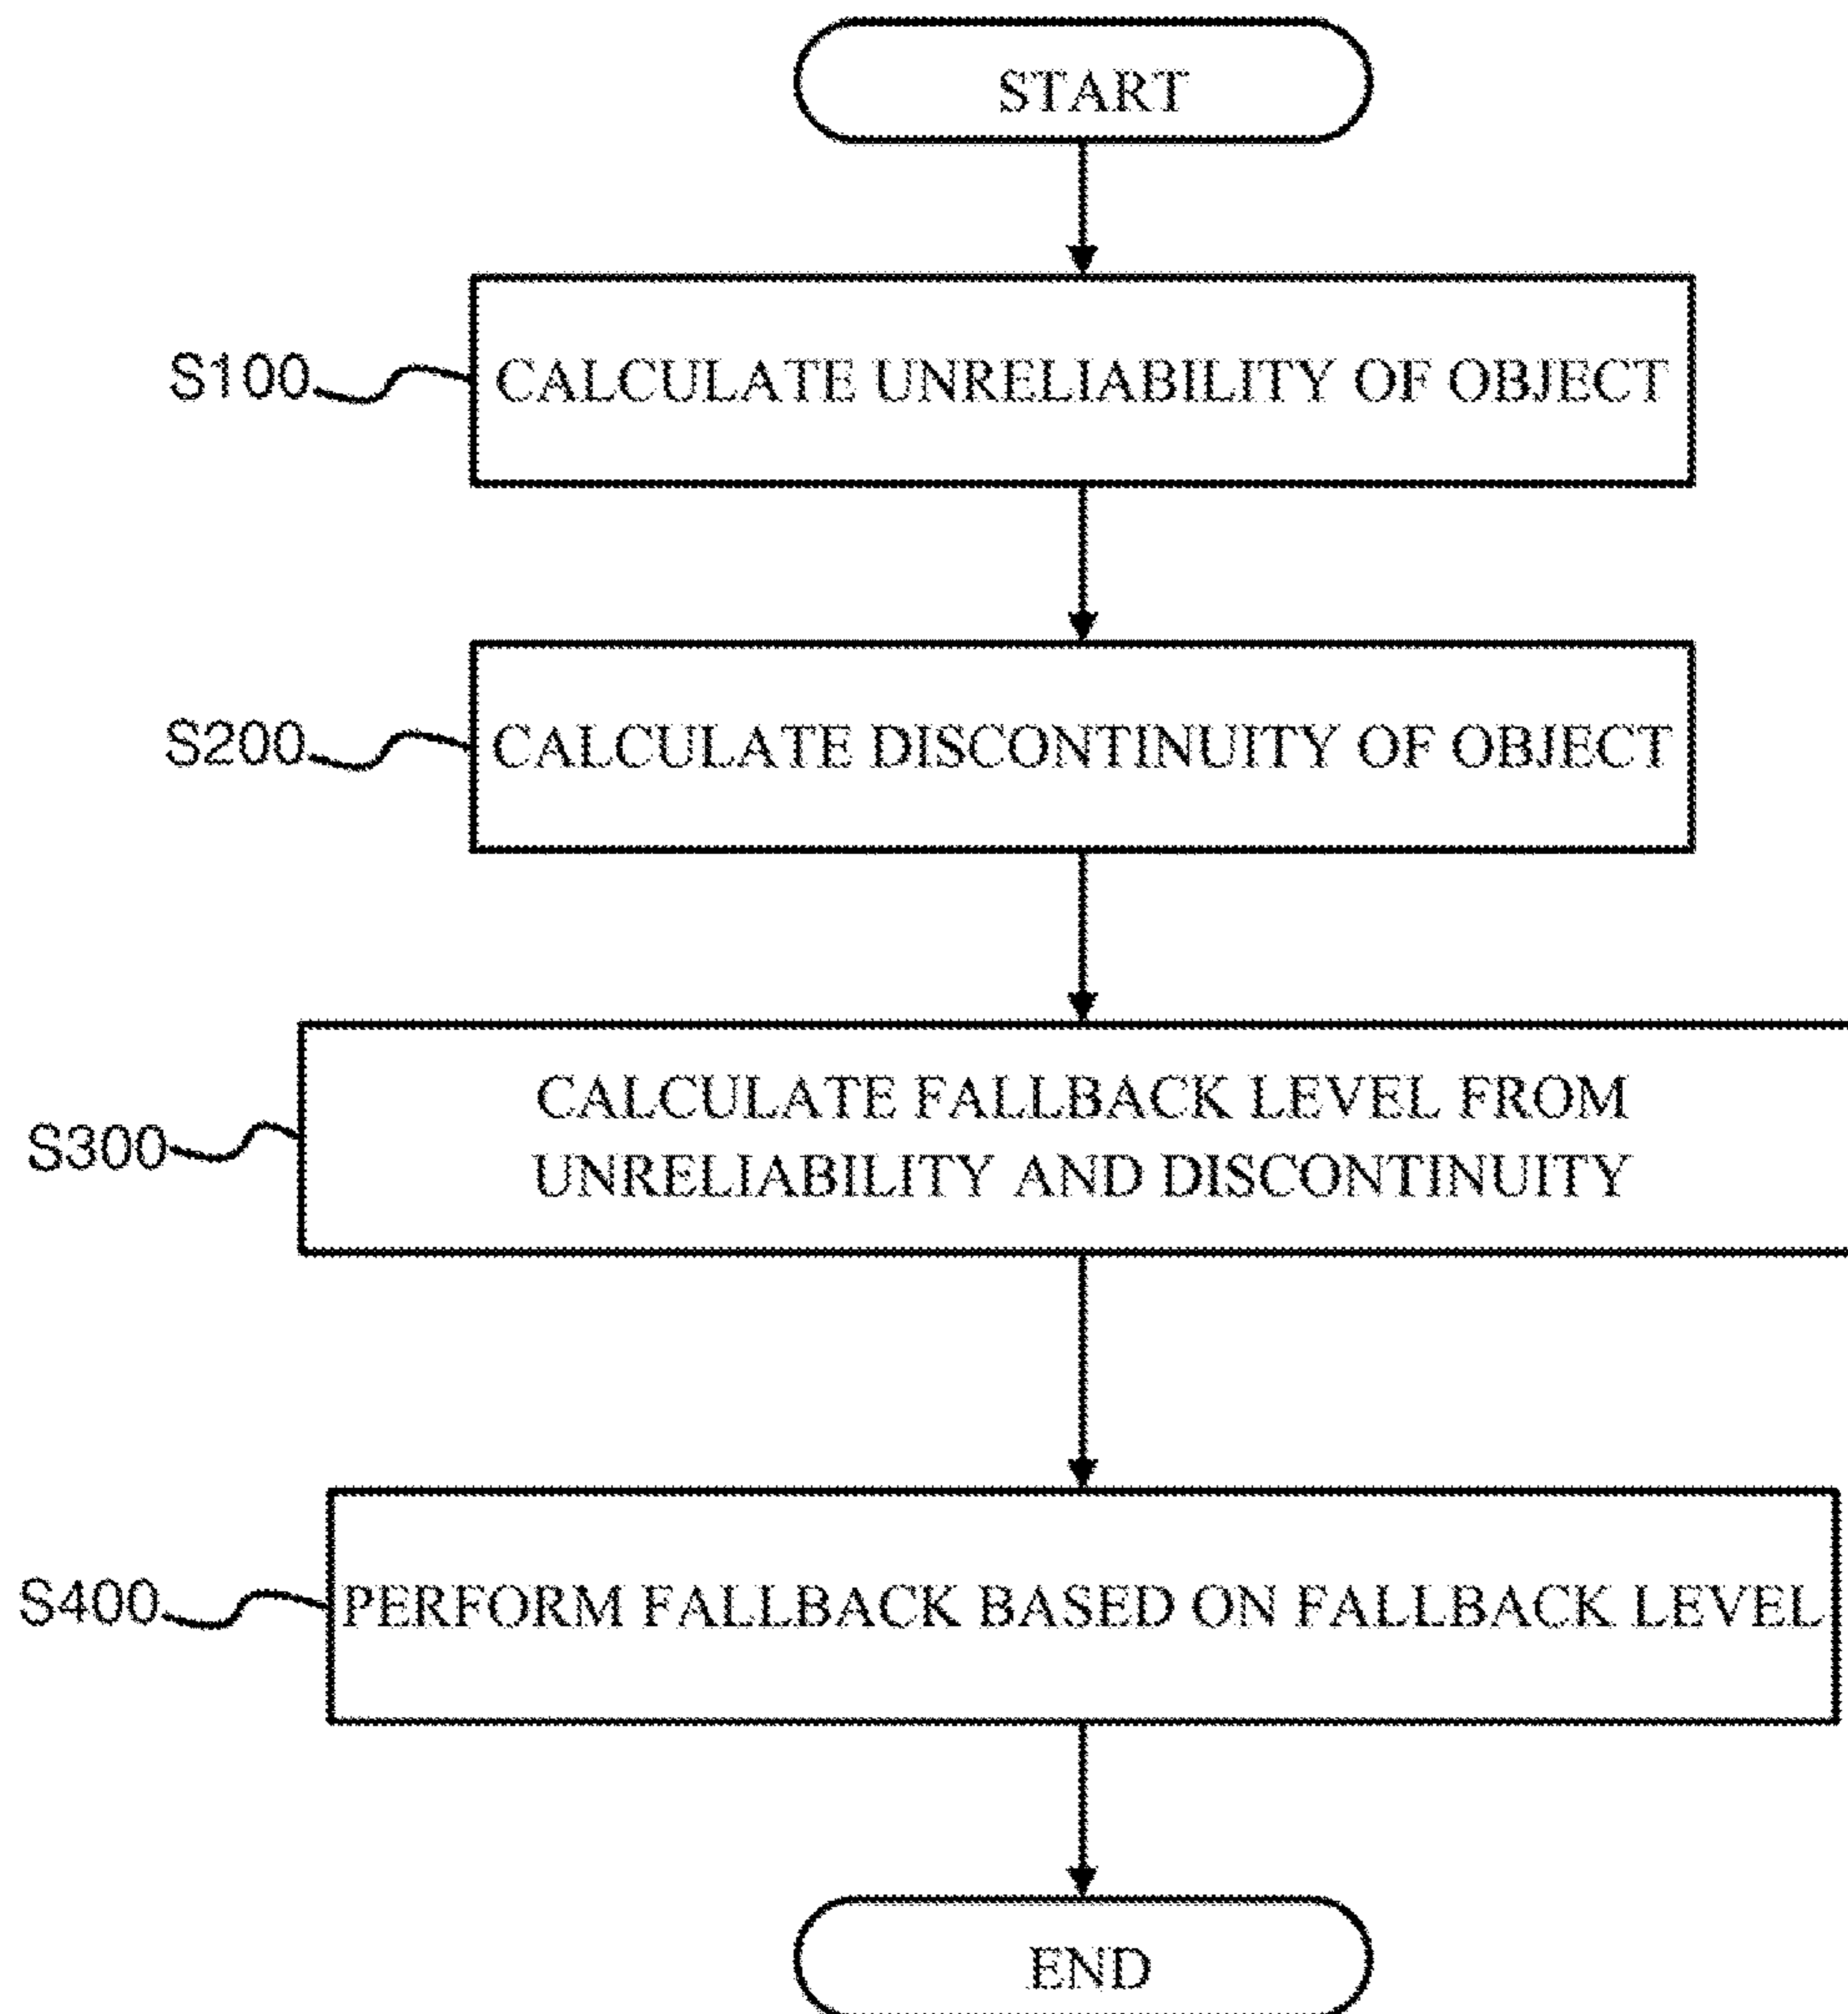 START
S100
CALCULATE UNRELIABILITY OF OBJECT
S200
CALCULATE DISCONTINUITY OF OBJECT
S300
CALCULATE FALLBACK LEVEL FROM
UNRELIABILITY AND DISCONTINUITY
S400
PERFORM FALLBACK BASED ON FALLBACK LEVEL
END